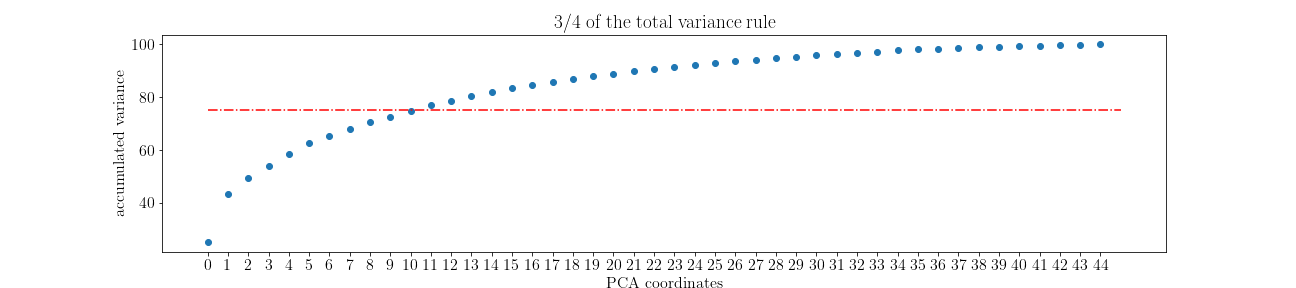 3/4 of the total variance rule
100
80
60
40
accumulated variance
0 1 2 3 4 5 6 7 8 9 10 11 12 13 14 15 16 17 18 19 20 21 22 23 24 25 26 27 28 29 30 31 32 33 34 35 36 37 38 39 40 41 42 43 44
PCA coordinates